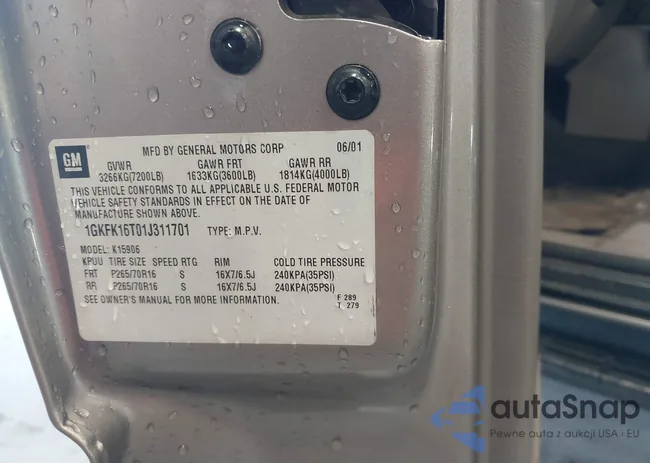 GM
MFD BY GENERAL MOTORS CORP 06/01
GVWR GAWR FRT GAWR RR
3266KG(7200LB) 1633KG(3600LB) 1814KG(4000LB)
THIS VEHICLE CONFORMS TO ALL APPLICABLE U.S. FEDERAL MOTOR
VEHICLE SAFETY STANDARDS IN EFFECT ON THE DATE OF
MANUFACTURE SHOWN ABOVE.
1GKFK16T01J311701 TYPE: M.P.V.
MODEL: K15906
KPUU TIRE SIZE SPEED RTG RIM COLD TIRE PRESSURE
FRT P265/70R16 S 16X7/6.5J 240KPA(35PSI)
RR P265/70R16 S 16X7/6.5J 240KPA(35PSI)
SEE OWNER'S MANUAL FOR MORE INFORMATION.
F 289
T 279
autaSnap
Pewne auta z aukcji USA i EU